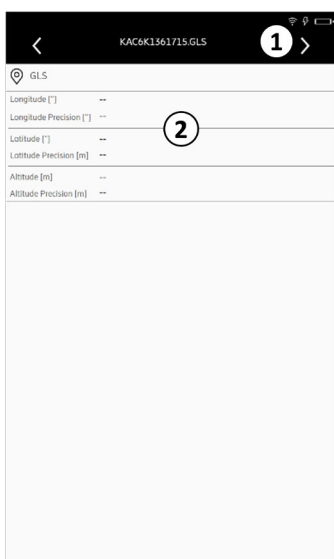 KAC6K1361715.GLS
1
GLS
Longitude [°] --
Longitude Precision [°] --
2
Latitude [°] --
Latitude Precision [m] --
Altitude [m] --
Altitude Precision [m] --